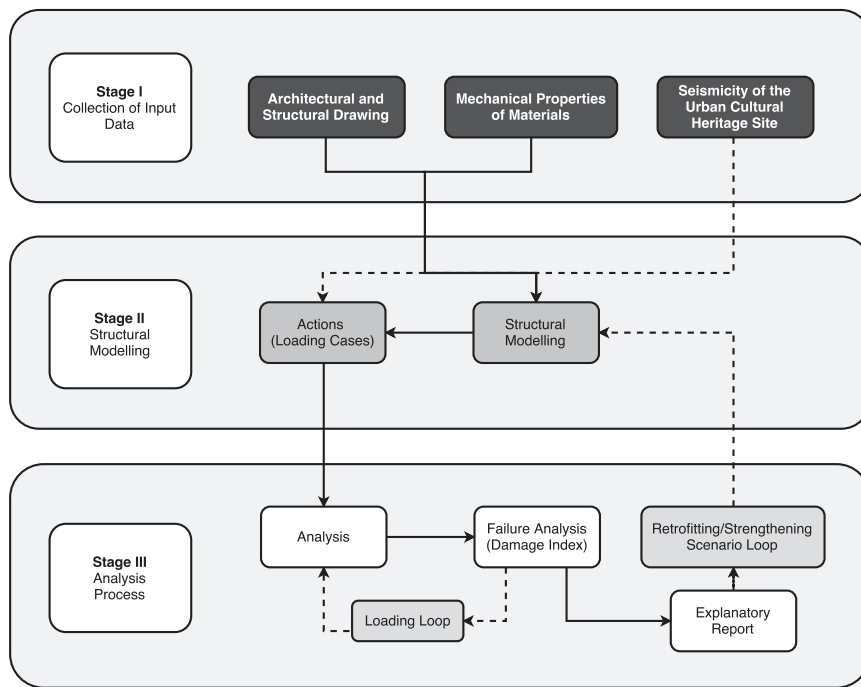 Stage I
Collection of Input
Data
Architectural and
Structural Drawing
Mechanical Properties
of Materials
Seismicity of the
Urban Cultural
Heritage Site
Stage II
Structural
Modelling
Actions
(Loading Cases)
Structural
Modelling
Stage III
Analysis
Process
Analysis
Failure Analysis
(Damage Index)
Retrofitting/Strengthening
Scenario Loop
Loading Loop
Explanatory
Report